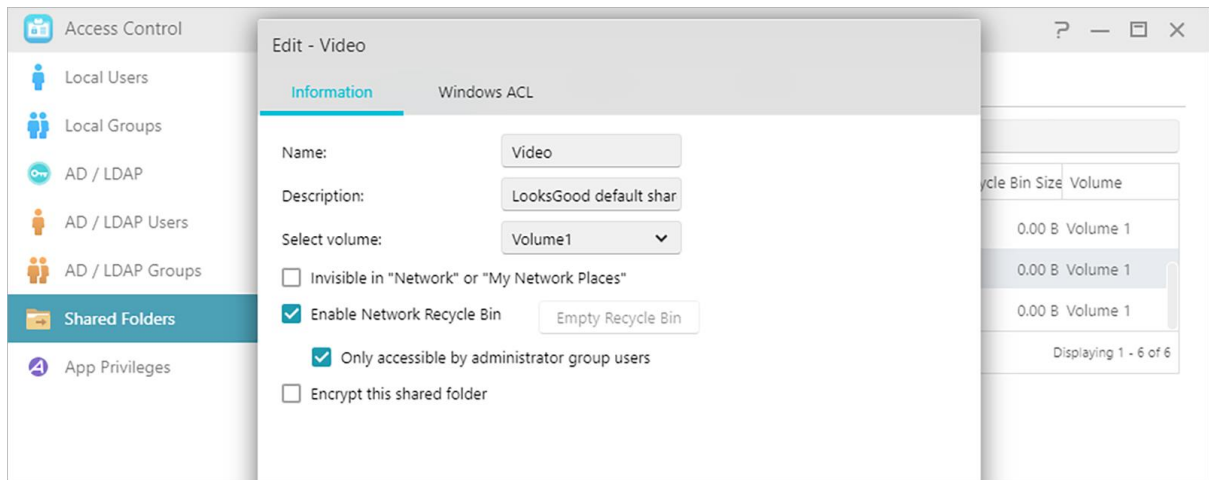 Access Control
Local Users
Local Groups
AD / LDAP
AD / LDAP Users
AD / LDAP Groups
Shared Folders
App Privileges
Edit - Video
Information Windows ACL
Name: Video
Description: LooksGood default shar
Select volume: Volume1
Invisible in "Network" or "My Network Places"
Enable Network Recycle Bin Empty Recycle Bin
Only accessible by administrator group users
Encrypt this shared folder
ycle Bin Size Volume
0.00 B Volume 1
0.00 B Volume 1
0.00 B Volume 1
Displaying 1 - 6 of 6